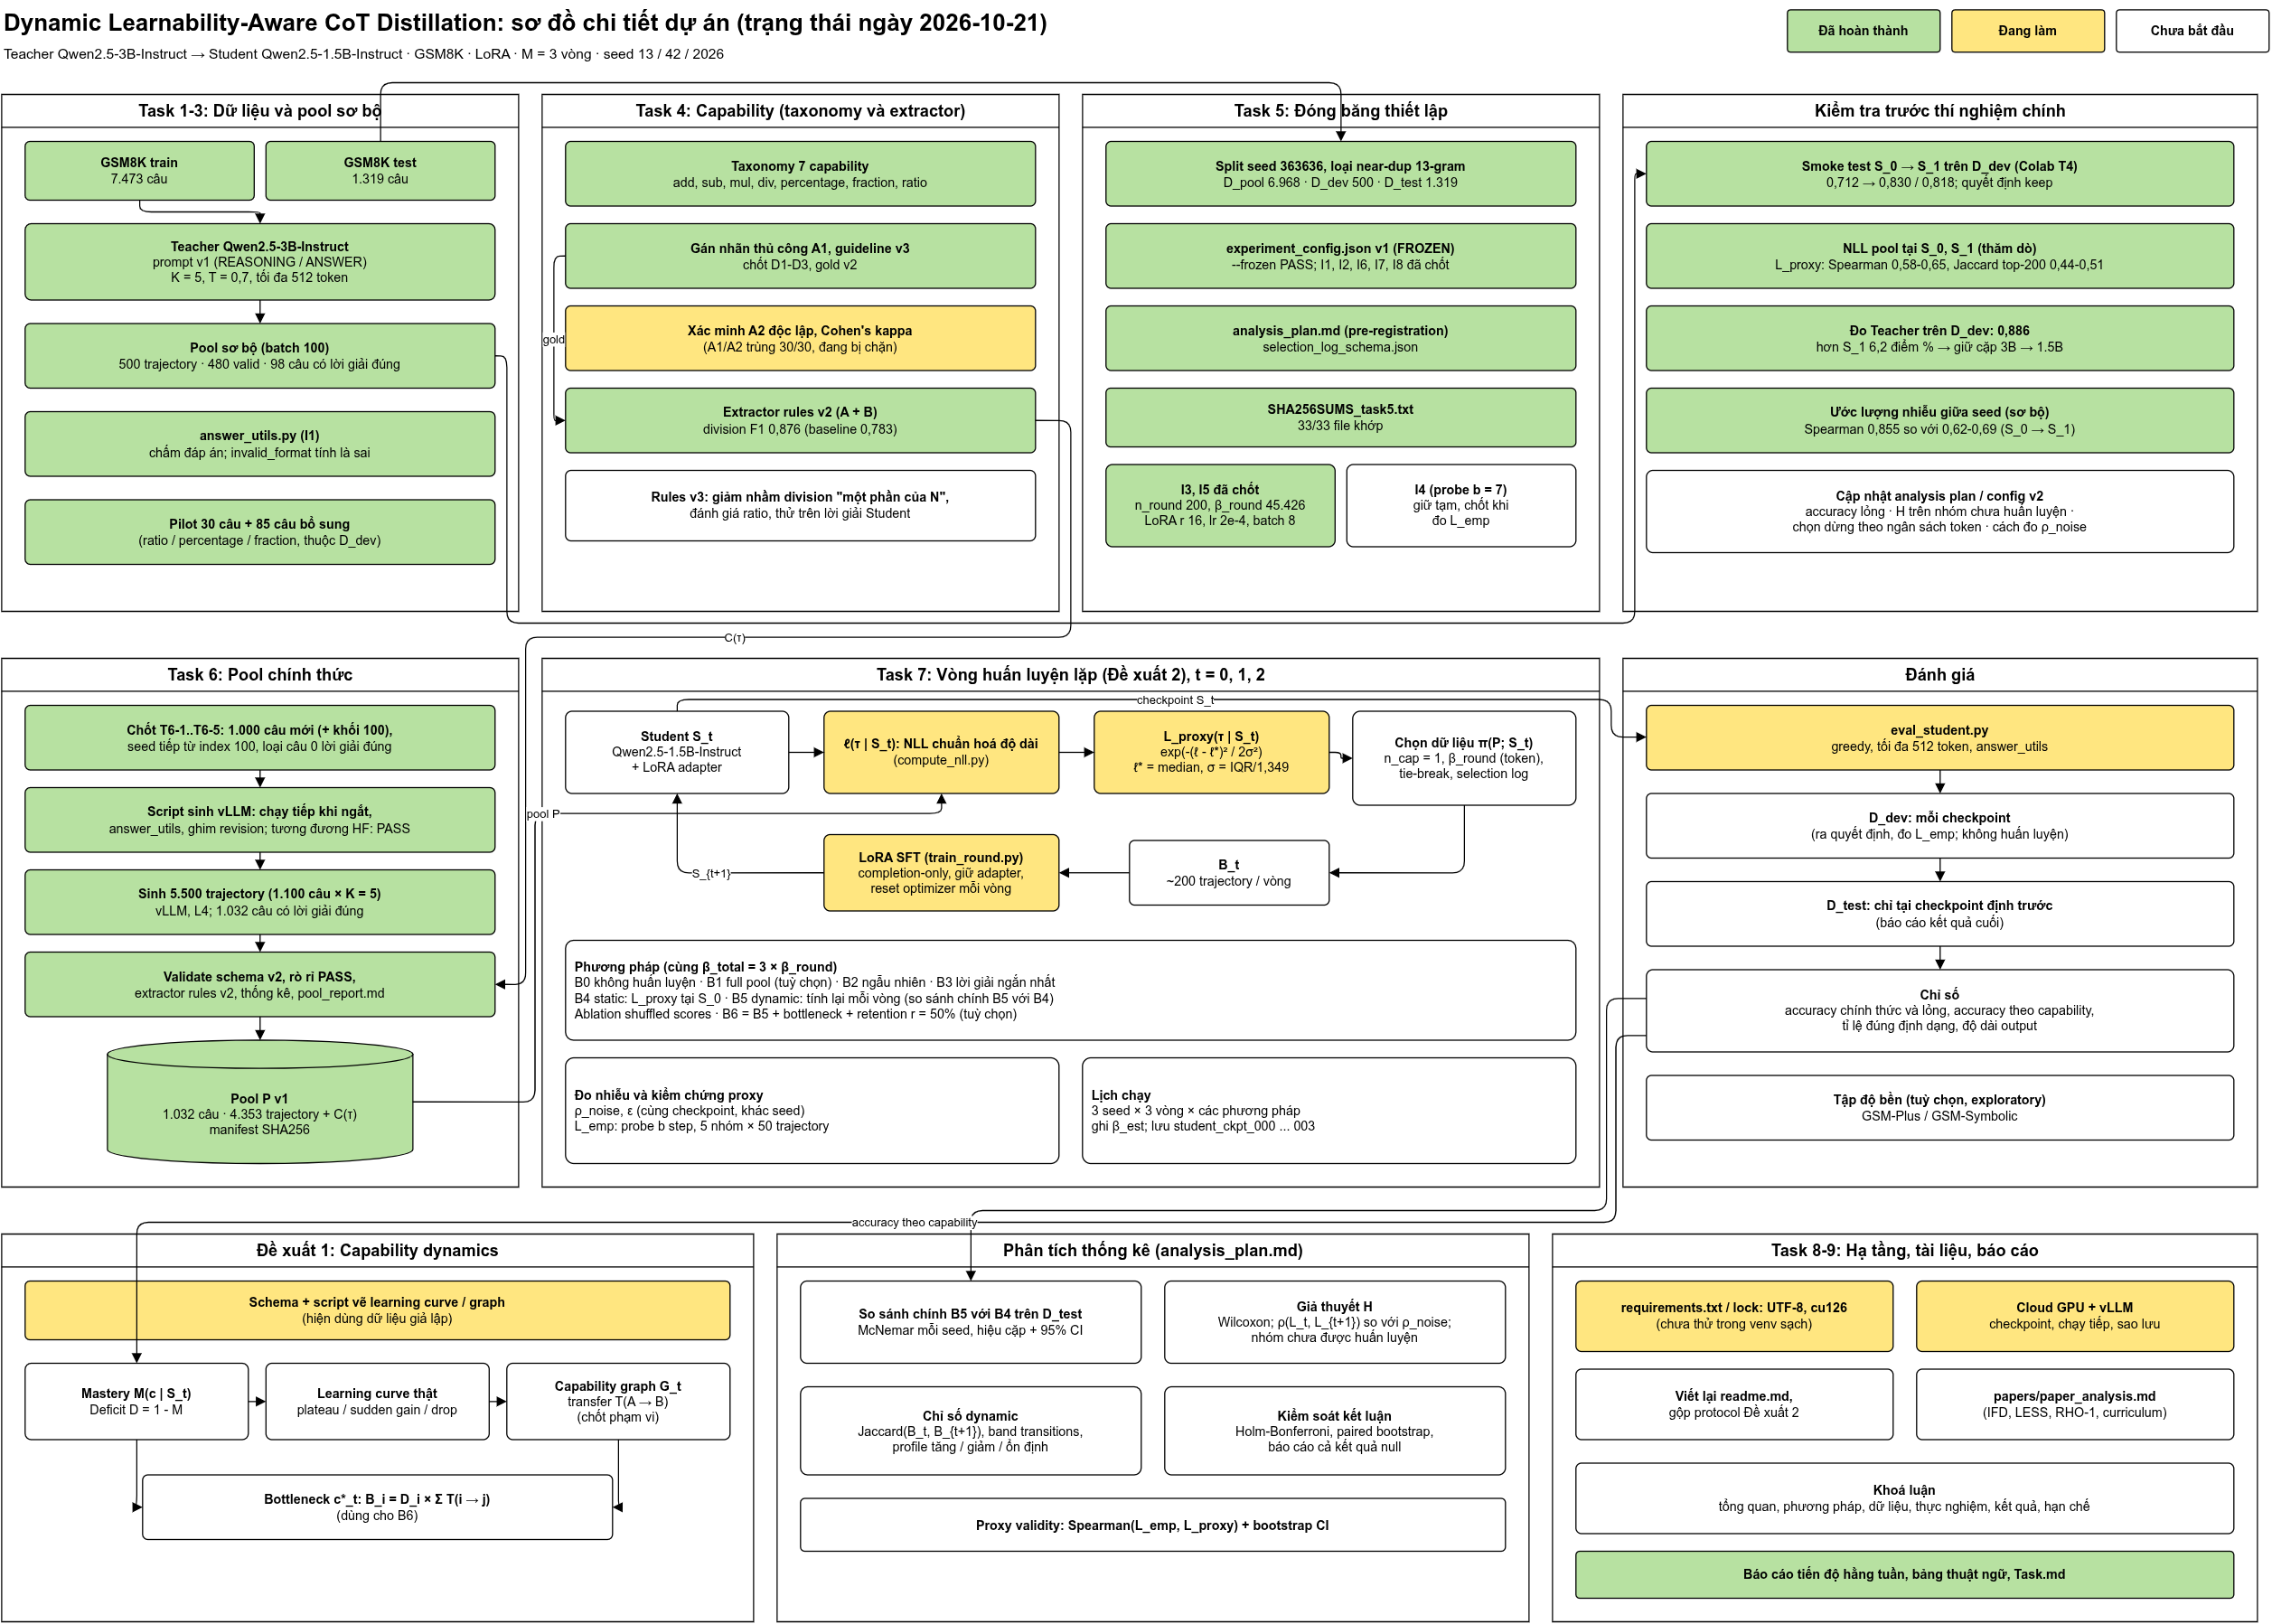 Dynamic Learnability-Aware CoT Distillation: sơ đồ chi tiết dự án (trạng thái ngày 2026-10-21)
Teacher Qwen2.5-3B-Instruct → Student Qwen2.5-1.5B-Instruct · GSM8K · LoRA · M = 3 vòng · seed 13 / 42 / 2026
Đã hoàn thành
Đang làm
Chưa bắt đầu
Task 1-3: Dữ liệu và pool sơ bộ
GSM8K train
7.473 câu
GSM8K test
1.319 câu
Teacher Qwen2.5-3B-Instruct
prompt v1 (REASONING / ANSWER)
K = 5, T = 0,7, tối đa 512 token
Pool sơ bộ (batch 100)
500 trajectory · 480 valid · 98 câu có lời giải đúng
answer_utils.py (I1)
chấm đáp án; invalid_format tính là sai
Pilot 30 câu + 85 câu bổ sung
(ratio / percentage / fraction, thuộc D_dev)
Task 4: Capability (taxonomy và extractor)
Taxonomy 7 capability
add, sub, mul, div, percentage, fraction, ratio
Gán nhãn thủ công A1, guideline v3
chốt D1-D3, gold v2
gold
Xác minh A2 độc lập, Cohen's kappa
(A1/A2 trùng 30/30, đang bị chặn)
Extractor rules v2 (A + B)
division F1 0,876 (baseline 0,783)
Rules v3: giảm nhầm division "một phần của N",
đánh giá ratio, thử trên lời giải Student
Task 5: Đóng băng thiết lập
Split seed 363636, loại near-dup 13-gram
D_pool 6.968 · D_dev 500 · D_test 1.319
experiment_config.json v1 (FROZEN)
--frozen PASS; I1, I2, I6, I7, I8 đã chốt
analysis_plan.md (pre-registration)
selection_log_schema.json
SHA256SUMS_task5.txt
33/33 file khớp
I3, I5 đã chốt
n_round 200, β_round 45.426
LoRA r 16, lr 2e-4, batch 8
I4 (probe b = 7)
giữ tạm, chốt khi
đo L_emp
Kiểm tra trước thí nghiệm chính
Smoke test S_0 → S_1 trên D_dev (Colab T4)
0,712 → 0,830 / 0,818; quyết định keep
NLL pool tại S_0, S_1 (thăm dò)
L_proxy: Spearman 0,58-0,65, Jaccard top-200 0,44-0,51
Đo Teacher trên D_dev: 0,886
hơn S_1 6,2 điểm % → giữ cặp 3B → 1.5B
Ước lượng nhiễu giữa seed (sơ bộ)
Spearman 0,855 so với 0,62-0,69 (S_0 → S_1)
Cập nhật analysis plan / config v2
accuracy lỏng · H trên nhóm chưa huấn luyện ·
chọn dừng theo ngân sách token · cách đo ρ_noise
C(τ)
Task 6: Pool chính thức
Chốt T6-1..T6-5: 1.000 câu mới (+ khối 100),
seed tiếp từ index 100, loại câu 0 lời giải đúng
Script sinh vLLM: chạy tiếp khi ngắt,
answer_utils, ghim revision; tương đương HF: PASS
Sinh 5.500 trajectory (1.100 câu × K = 5)
vLLM, L4; 1.032 câu có lời giải đúng
Validate schema v2, rò rỉ PASS,
extractor rules v2, thống kê, pool_report.md
Pool P v1
1.032 câu · 4.353 trajectory + C(τ)
manifest SHA256
Task 7: Vòng huấn luyện lặp (Đề xuất 2), t = 0, 1, 2
checkpoint S_t
Student S_t
Qwen2.5-1.5B-Instruct
+ LoRA adapter
ℓ(τ | S_t): NLL chuẩn hoá độ dài
(compute_nll.py)
L_proxy(τ | S_t)
exp(-(ℓ - ℓ*)² / 2σ²)
ℓ* = median, σ = IQR/1,349
Chọn dữ liệu π(P; S_t)
n_cap = 1, β_round (token),
tie-break, selection log
pool P
LoRA SFT (train_round.py)
completion-only, giữ adapter,
reset optimizer mỗi vòng
B_t
~200 trajectory / vòng
S_{t+1}
Phương pháp (cùng β_total = 3 × β_round)
B0 không huấn luyện · B1 full pool (tuỳ chọn) · B2 ngẫu nhiên · B3 lời giải ngắn nhất
B4 static: L_proxy tại S_0 · B5 dynamic: tính lại mỗi vòng (so sánh chính B5 với B4)
Ablation shuffled scores · B6 = B5 + bottleneck + retention r = 50% (tuỳ chọn)
Đo nhiễu và kiểm chứng proxy
ρ_noise, ε (cùng checkpoint, khác seed)
L_emp: probe b step, 5 nhóm × 50 trajectory
Lịch chạy
3 seed × 3 vòng × các phương pháp
ghi β_est; lưu student_ckpt_000 ... 003
Đánh giá
eval_student.py
greedy, tối đa 512 token, answer_utils
D_dev: mỗi checkpoint
(ra quyết định, đo L_emp; không huấn luyện)
D_test: chỉ tại checkpoint định trước
(báo cáo kết quả cuối)
Chỉ số
accuracy chính thức và lỏng, accuracy theo capability,
tỉ lệ đúng định dạng, độ dài output
Tập độ bền (tuỳ chọn, exploratory)
GSM-Plus / GSM-Symbolic
accuracy theo capability
Đề xuất 1: Capability dynamics
Schema + script vẽ learning curve / graph
(hiện dùng dữ liệu giả lập)
Mastery M(c | S_t)
Deficit D = 1 - M
Learning curve thật
plateau / sudden gain / drop
Capability graph G_t
transfer T(A → B)
(chốt phạm vi)
Bottleneck c*_t: B_i = D_i × Σ T(i → j)
(dùng cho B6)
Phân tích thống kê (analysis_plan.md)
So sánh chính B5 với B4 trên D_test
McNemar mỗi seed, hiệu cặp + 95% CI
Giả thuyết H
Wilcoxon; ρ(L_t, L_{t+1}) so với ρ_noise;
nhóm chưa được huấn luyện
Chỉ số dynamic
Jaccard(B_t, B_{t+1}), band transitions,
profile tăng / giảm / ổn định
Kiểm soát kết luận
Holm-Bonferroni, paired bootstrap,
báo cáo cả kết quả null
Proxy validity: Spearman(L_emp, L_proxy) + bootstrap CI
Task 8-9: Hạ tầng, tài liệu, báo cáo
requirements.txt / lock: UTF-8, cu126
(chưa thử trong venv sạch)
Cloud GPU + vLLM
checkpoint, chạy tiếp, sao lưu
Viết lại readme.md,
gộp protocol Đề xuất 2
papers/paper_analysis.md
(IFD, LESS, RHO-1, curriculum)
Khoá luận
tổng quan, phương pháp, dữ liệu, thực nghiệm, kết quả, hạn chế
Báo cáo tiến độ hằng tuần, bảng thuật ngữ, Task.md